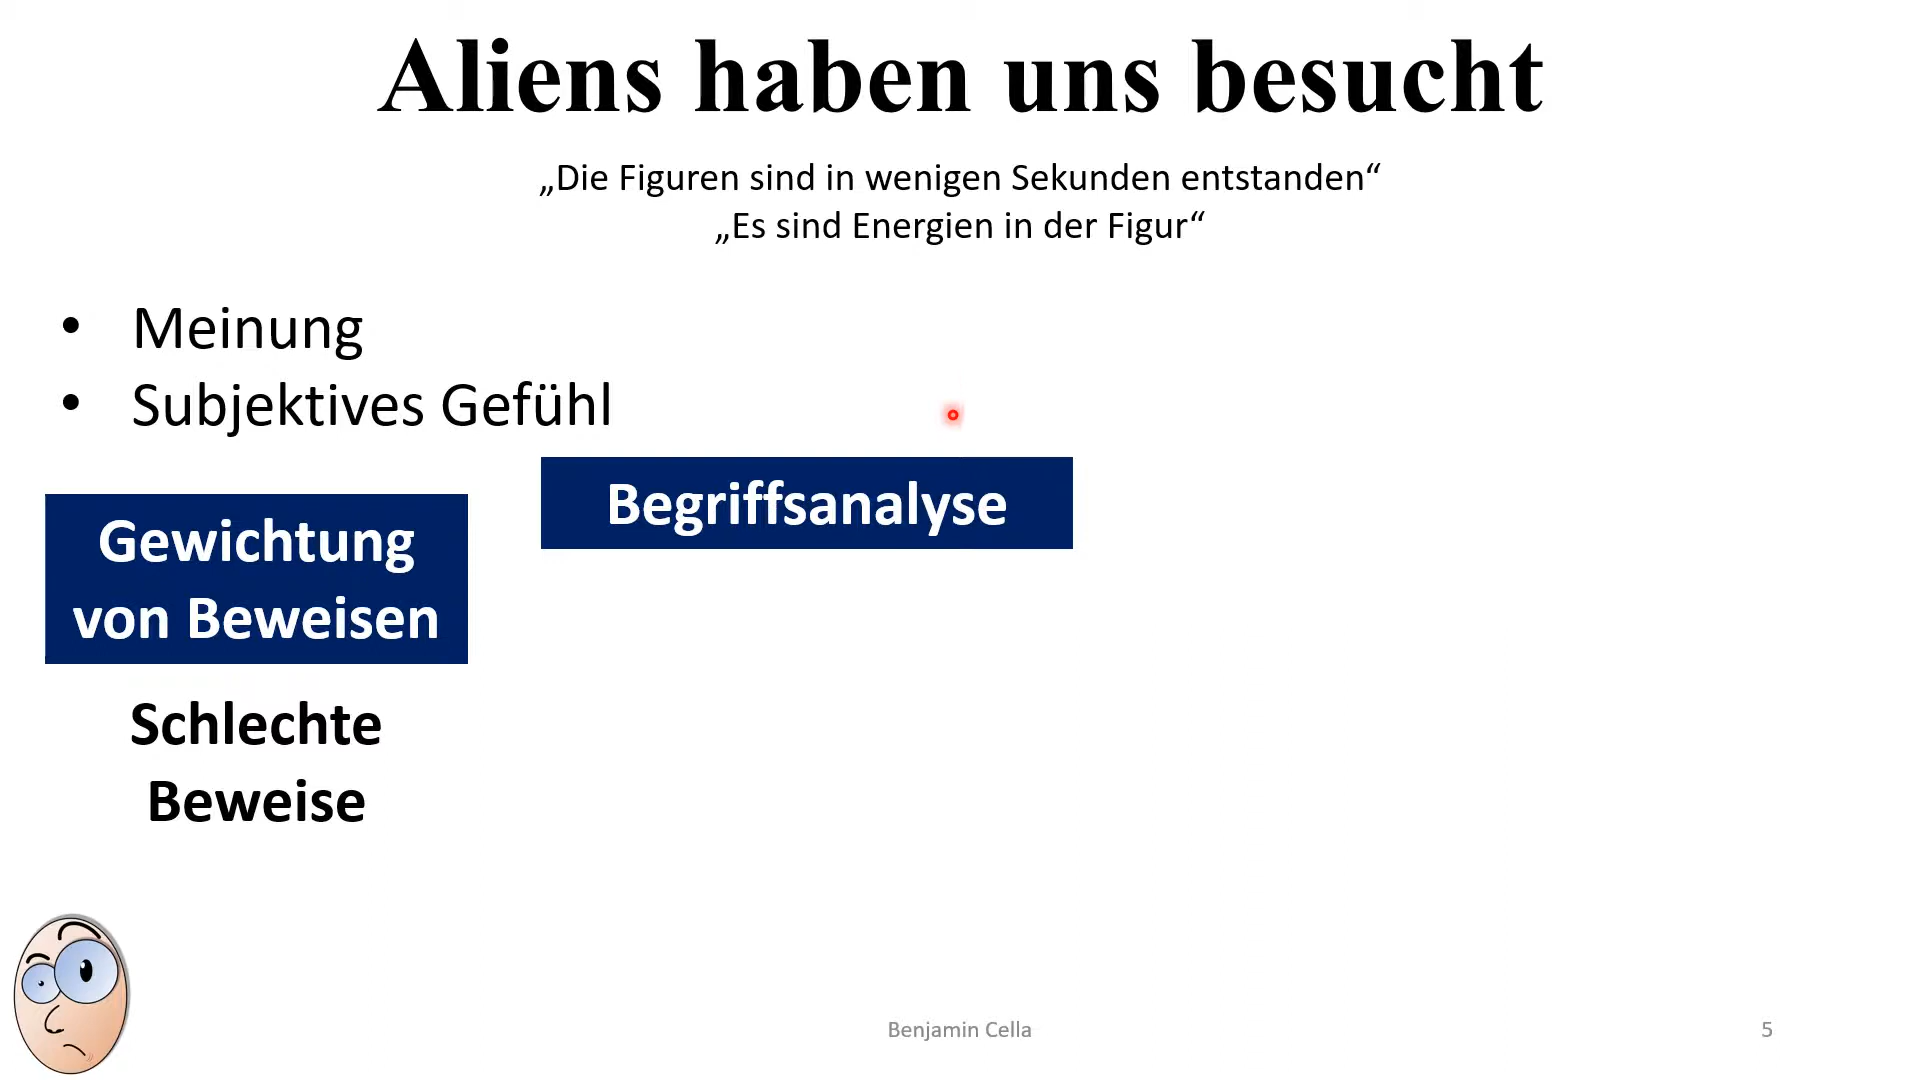 Aliens haben uns besucht
„Die Figuren sind in wenigen Sekunden entstanden“
„Es sind Energien in der Figur“
• Meinung
• Subjektives Gefühl
Begriffsanalyse
Gewichtung
von Beweisen
Schlechte
Beweise
Benjamin Cella
5